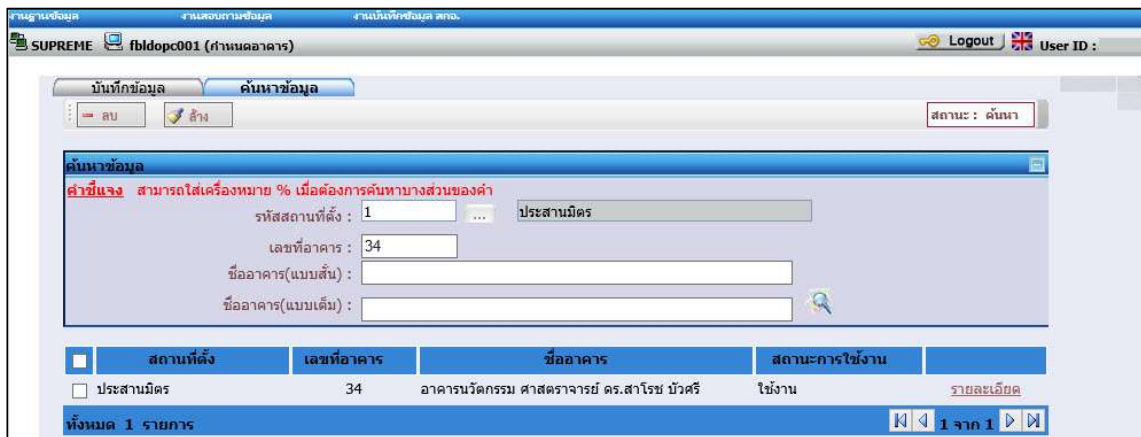 งานฐานข้อมูล งานสอบถามข้อมูล งานบันทึกข้อมูล สกอ.
SUPREME fbldopc001 (กำหนดอาคาร) Logout User ID :
บันทึกข้อมูล ค้นหาข้อมูล
ลบ ล้าง สถานะ : ค้นหา
ค้นหาข้อมูล
คำชี้แจง สามารถใส่เครื่องหมาย % เมื่อต้องการค้นหาบางส่วนของคำ
รหัสสถานที่ตั้ง : 1 ... ประสานมิตร
เลขที่อาคาร : 34
ชื่ออาคาร(แบบสั้น) :
ชื่ออาคาร(แบบเต็ม) :
สถานที่ตั้ง เลขที่อาคาร ชื่ออาคาร สถานะการใช้งาน
ประสานมิตร 34 อาคารนวัตกรรม ศาสตราจารย์ ดร.สาโรช บัวศรี ใช้งาน รายละเอียด
ทั้งหมด 1 รายการ 1 จาก 1